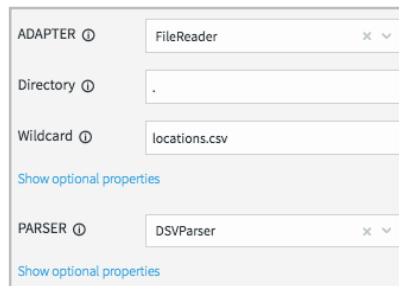 ADAPTER ⓘ FileReader × ⌄
Directory ⓘ .
Wildcard ⓘ locations.csv
Show optional properties
PARSER ⓘ DSVParser × ⌄
Show optional properties